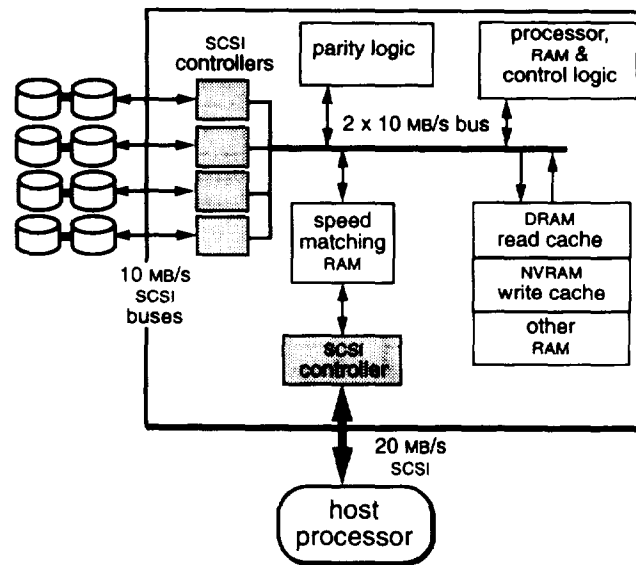 SCSI
controllers
parity logic
processor,
RAM &
control logic
2 x 10 MB/s bus
speed
matching
RAM
DRAM
read cache
NVRAM
write cache
other
RAM
10 MB/s
SCSI
buses
SCSI
controller
20 MB/s
SCSI
host
processor